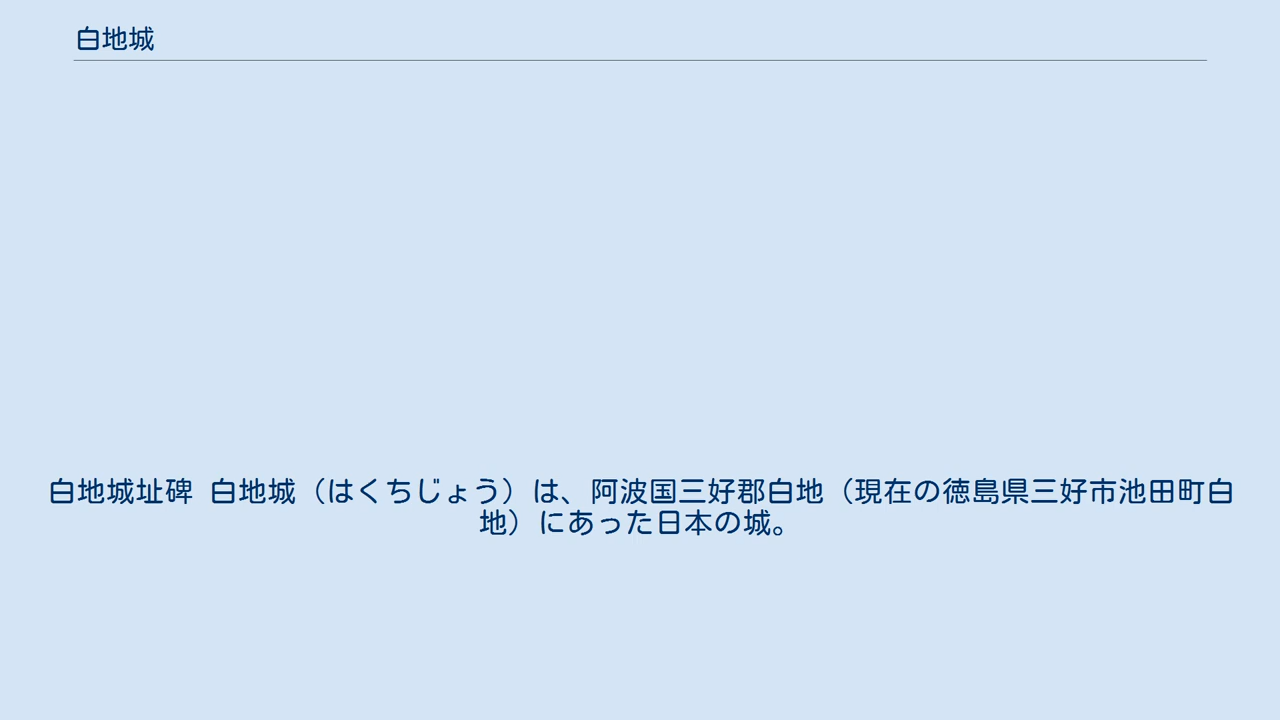 白地城
白地城址碑 白地城（はくちじょう）は、阿波国三好郡白地（現在の徳島県三好市池田町白
地）にあった日本の城。